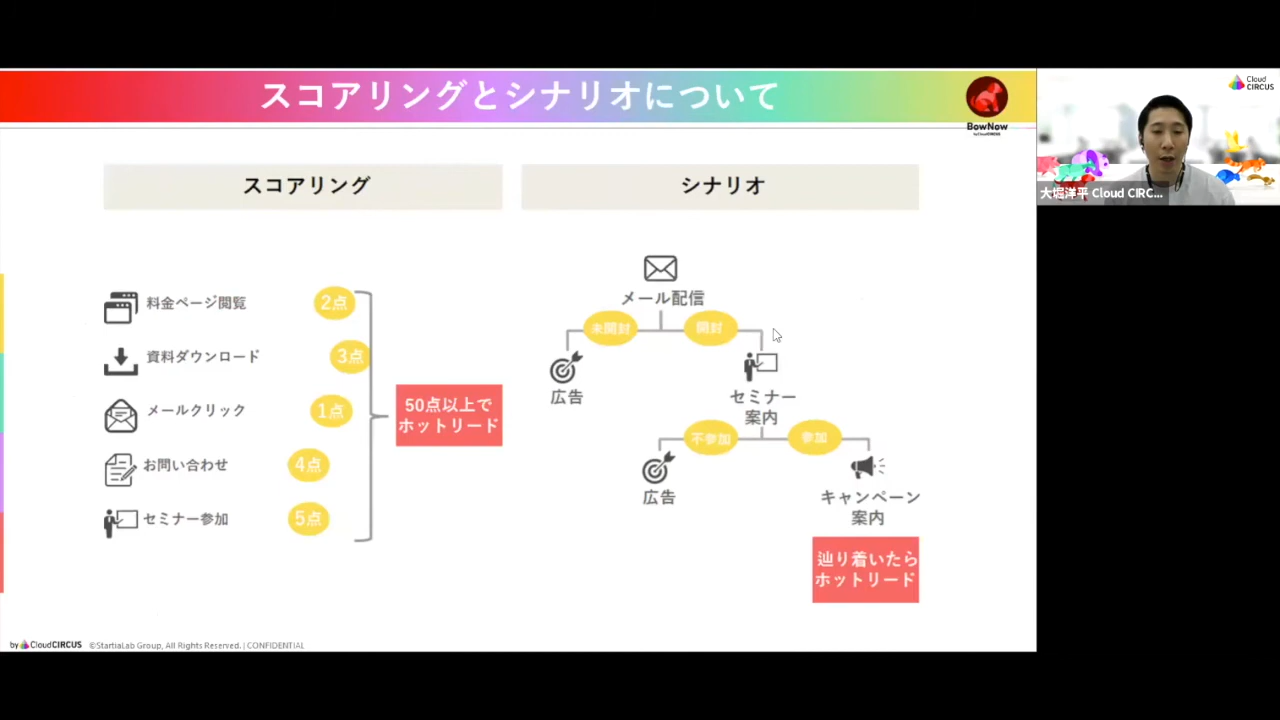 スコアリングとシナリオについて
BowNow
by CloudCIRCUS
Cloud
CIRCUS
大堀洋平 Cloud CIRC...
スコアリング
料金ページ閲覧
2点
資料ダウンロード
3点
メールクリック
1点
お問い合わせ
4点
セミナー参加
5点
50点以上で
ホットリード
シナリオ
メール配信
未開封
開封
広告
セミナー
案内
不参加
参加
広告
キャンペーン
案内
辿り着いたら
ホットリード
by CloudCIRCUS ©StartiaLab Group, All Rights Reserved. | CONFIDENTIAL